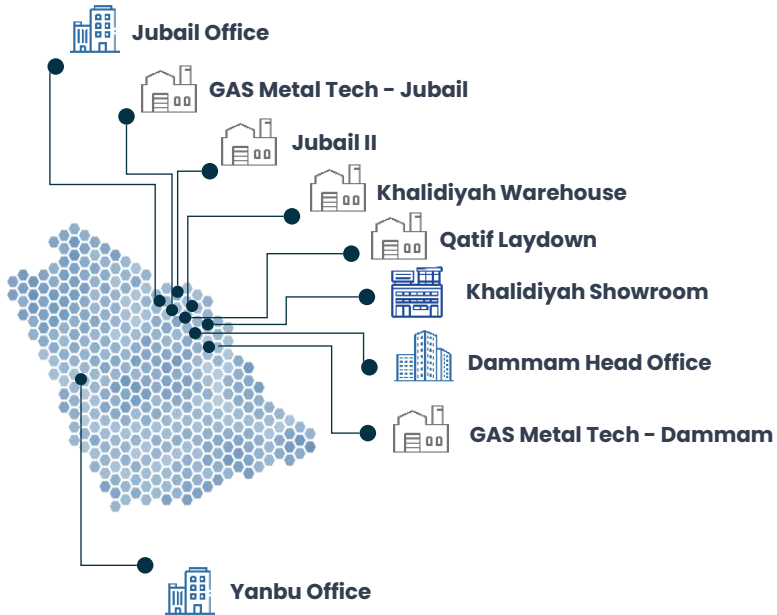 Jubail Office
GAS Metal Tech - Jubail
Jubail II
Khalidiyah Warehouse
Qatif Laydown
Khalidiyah Showroom
Dammam Head Office
GAS Metal Tech - Dammam
Yanbu Office